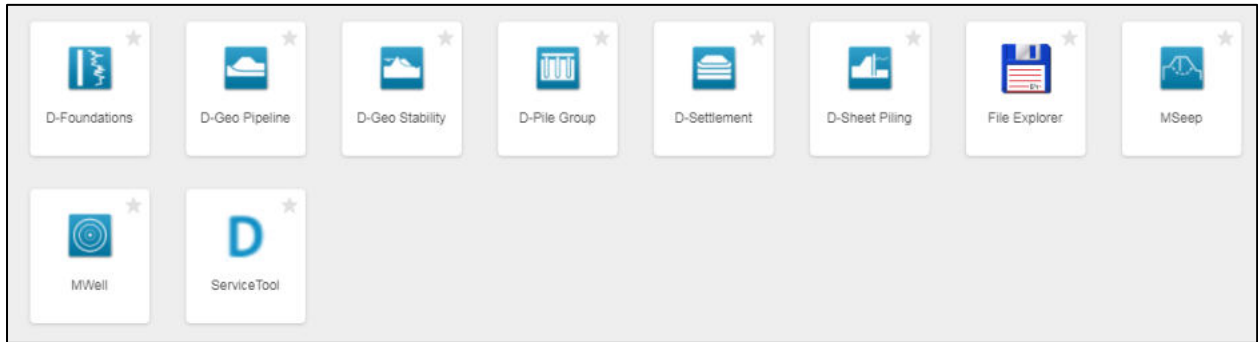 D-Foundations
D-Geo Pipeline
D-Geo Stability
D-Pile Group
D-Settlement
D-Sheet Piling
File Explorer
MSeep
MWell
D
ServiceTool